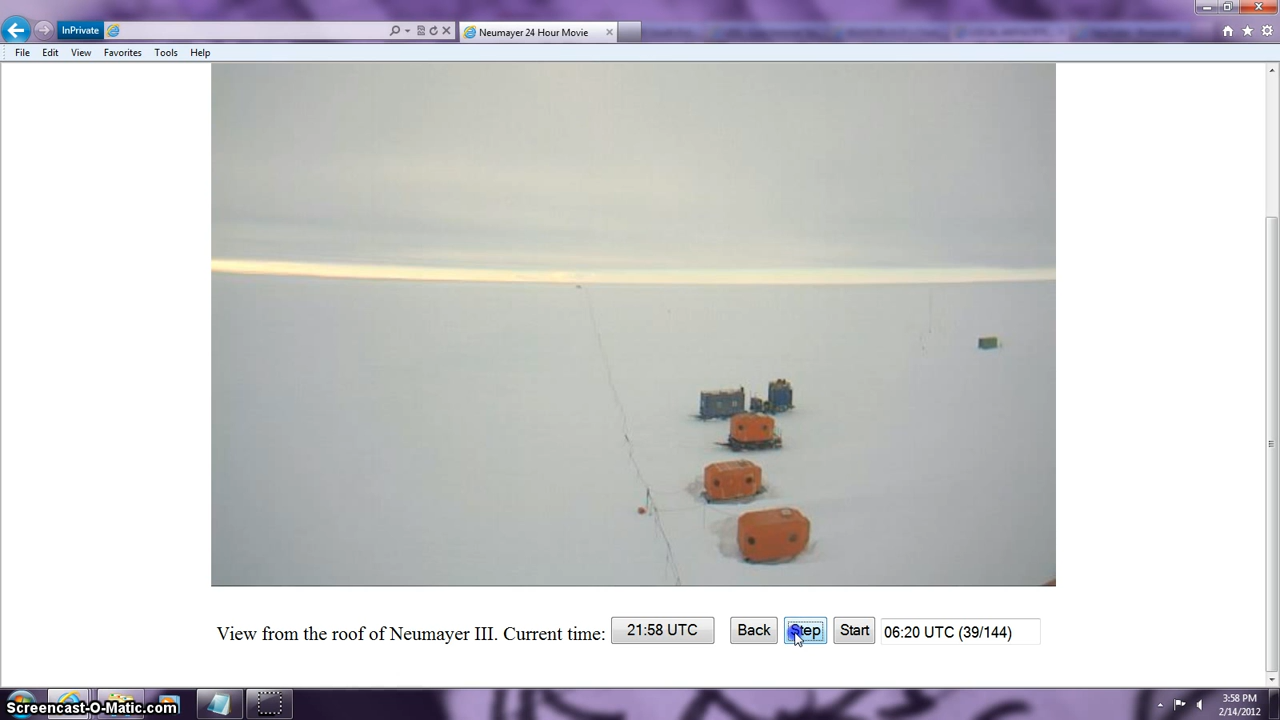 InPrivate
Neumayer 24 Hour Movie
File Edit View Favorites Tools Help
View from the roof of Neumayer III. Current time: 21:58 UTC Back Step Start 06:20 UTC (39/144)
Screencast-O-Matic.com
3:58 PM
2/14/2012